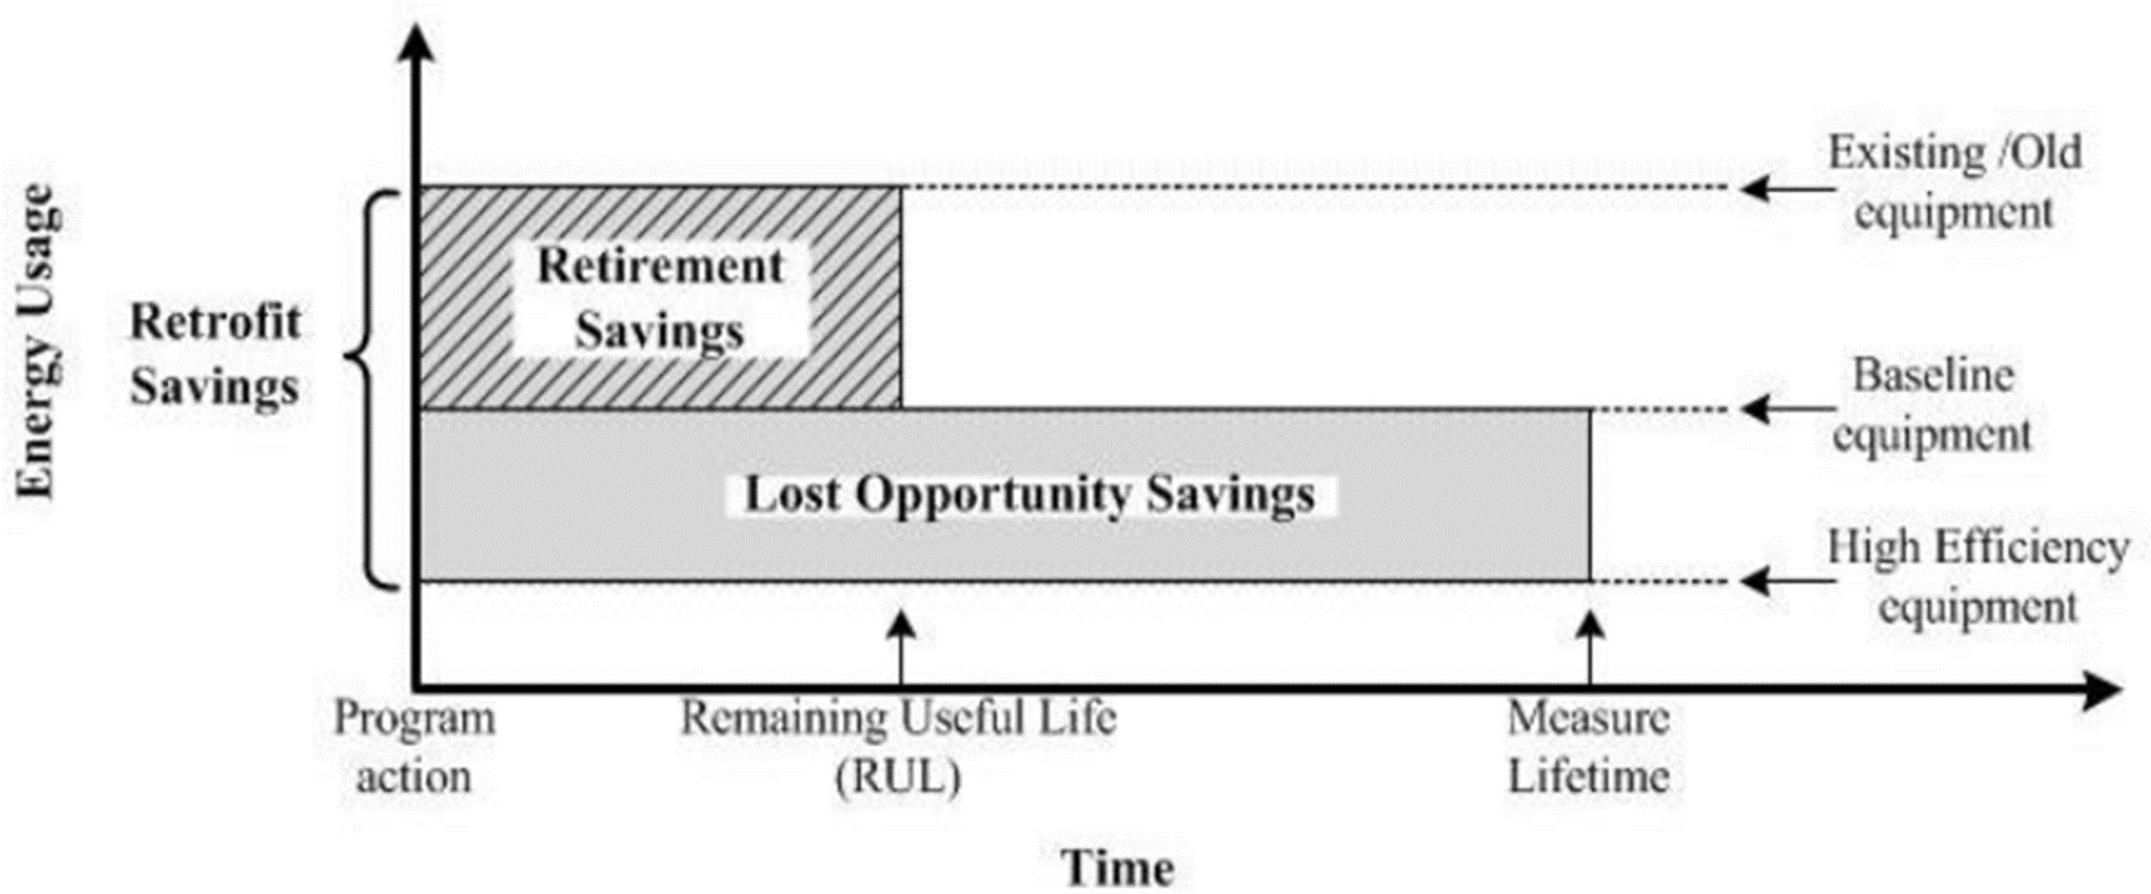 Energy Usage
Retrofit
Savings
Retirement
Savings
Lost Opportunity Savings
Existing /Old
equipment
Baseline
equipment
High Efficiency
equipment
Program
action
Remaining Useful Life
(RUL)
Measure
Lifetime
Time